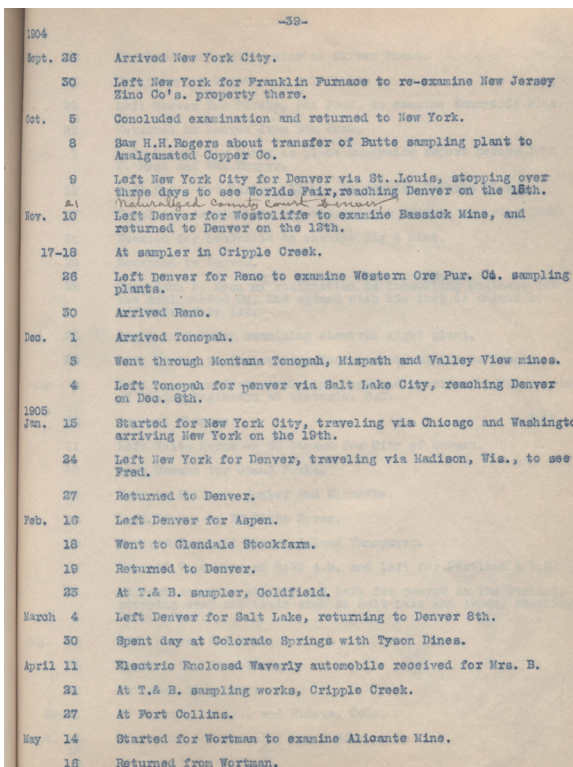 -39-
1904
Sept. 26 Arrived New York City.
30 Left New York for Franklin Furnace to re-examine New Jersey
Zinc Co's. property there.
Oct. 5 Concluded examination and returned to New York.
8 Saw H.H.Rogers about transfer of Butte sampling plant to
Amalgamated Copper Co.
9 Left New York City for Denver via St. Louis, stopping over
three days to see Worlds Fair,reaching Denver on the 15th.
21 Naturalized County Court Denver
Nov. 10 Left Denver for Westcliffe to examine Bassick Mine, and
returned to Denver on the 12th.
17-18 At sampler in Cripple Creek.
26 Left Denver for Reno to examine Western Ore Pur. Co. sampling
plants.
30 Arrived Reno.
Dec. 1 Arrived Tonopah.
3 Went through Montana Tonopah, Mispath and Valley View mines.
4 Left Tonopah for Denver via Salt Lake City, reaching Denver
on Dec. 8th.
1905
Jan. 15 Started for New York City, traveling via Chicago and Washingto
arriving New York on the 19th.
24 Left New York for Denver, traveling via Madison, Wis., to see
Fred.
27 Returned to Denver.
Feb. 16 Left Denver for Aspen.
18 Went to Glendale Stockfarm.
19 Returned to Denver.
23 At T.& B. sampler, Goldfield.
March 4 Left Denver for Salt Lake, returning to Denver 8th.
30 Spent day at Colorado Springs with Tyson Dines.
April 11 Electric Enclosed Waverly automobile received for Mrs. B.
21 At T.& B. sampling works, Cripple Creek.
27 At Fort Collins.
May 14 Started for Wortman to examine Alicante Mine.
16 Returned from Wortman.